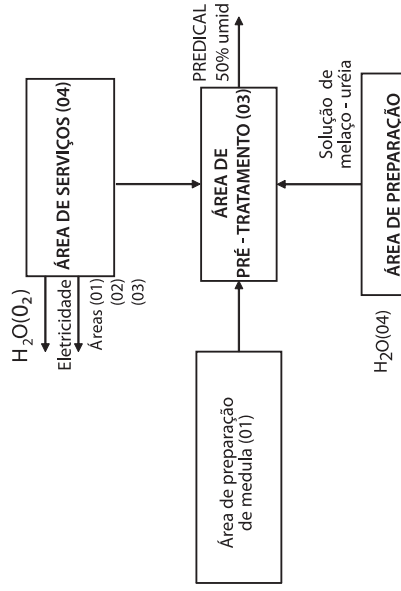 H₂O(O₂)
Eletricidade
Áreas (01)
(02)
(03)
ÁREA DE SERVIÇOS (04)
Área de preparação
de medula (01)
ÁREA DE
PRÉ - TRATAMENTO (03)
PREDICAL
50% umid
Solução de
melaço - uréia
H₂O(04)
ÁREA DE PREPARAÇÃO